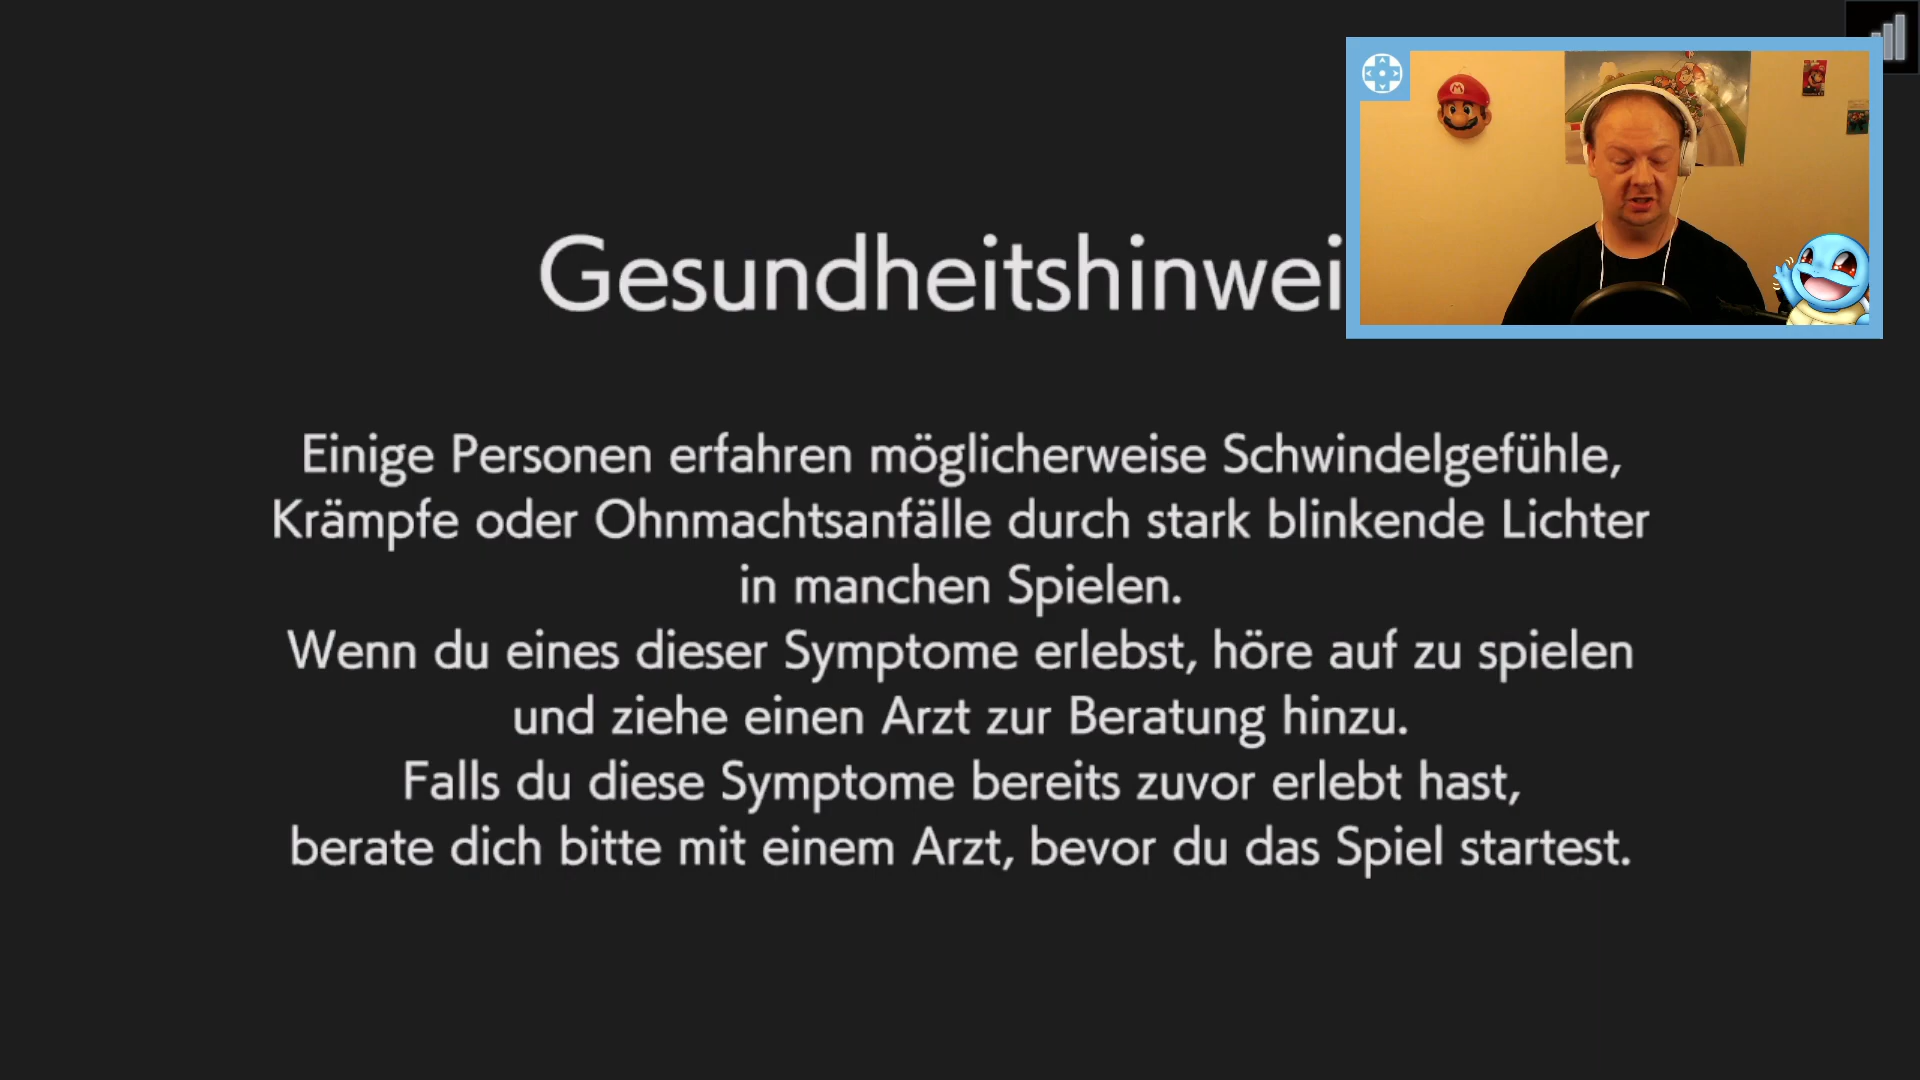 Gesundheitshinwei
Einige Personen erfahren möglicherweise Schwindelgefühle,
Krämpfe oder Ohnmachtsanfälle durch stark blinkende Lichter
in manchen Spielen.
Wenn du eines dieser Symptome erlebst, höre auf zu spielen
und ziehe einen Arzt zur Beratung hinzu.
Falls du diese Symptome bereits zuvor erlebt hast,
berate dich bitte mit einem Arzt, bevor du das Spiel startest.